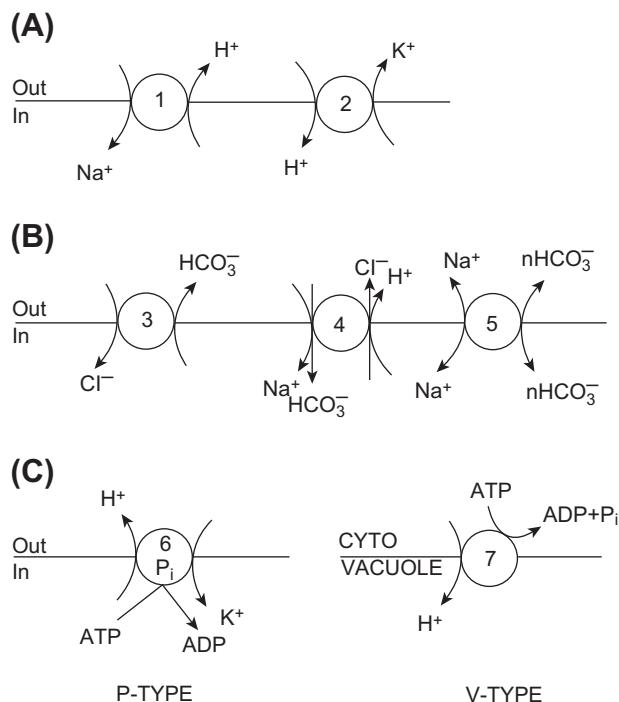 (A)
H⁺ K⁺
Out 1 2
In
Na⁺ H⁺
(B)
HCO₃⁻ Cl⁻ H⁺ Na⁺ nHCO₃⁻
Out 3 4 5
In
Cl⁻ Na⁺ HCO₃⁻ Na⁺ nHCO₃⁻
(C)
H⁺ ATP ADP+Pᵢ
Out 6 CYTO 7
In Pᵢ VACUOLE
ATP ADP K⁺ H⁺
P-TYPE V-TYPE